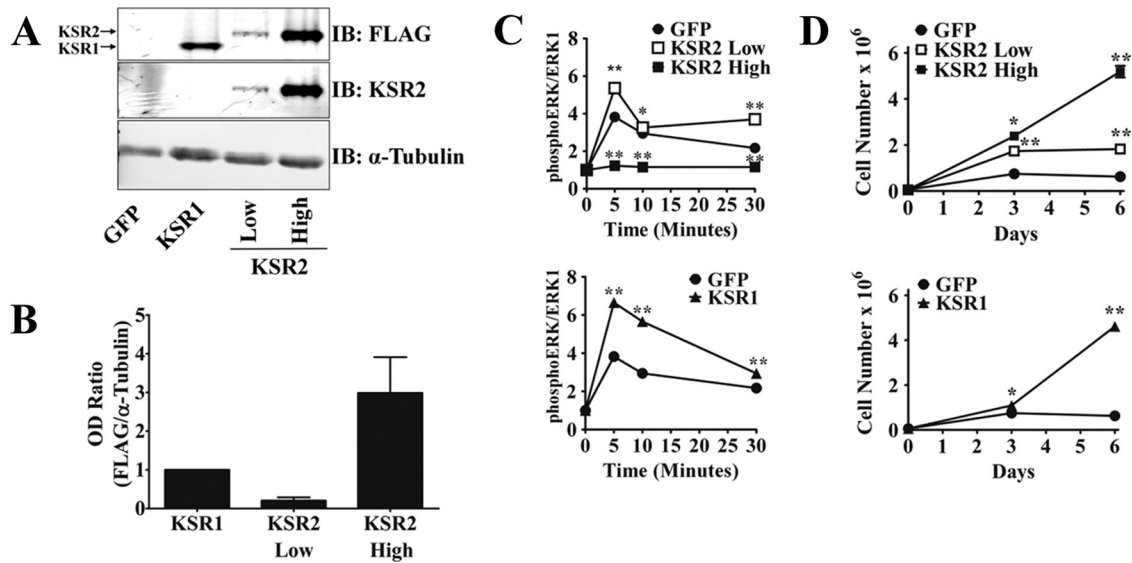 A
KSR2
KSR1
IB: FLAG
IB: KSR2
IB: α-Tubulin
GFP
KSR1
Low
High
KSR2
B
OD Ratio
(FLAG/α-Tubulin)
5
4
3
2
1
0
KSR1
KSR2
Low
KSR2
High
C
GFP
KSR2 Low
KSR2 High
phosphoERK/ERK1
8
6
4
2
0
**
*
**
**
**
**
0 5 10 15 20 25 30
Time (Minutes)
GFP
KSR1
phosphoERK/ERK1
8
6
4
2
0
**
**
**
0 5 10 15 20 25 30
Time (Minutes)
D
GFP
KSR2 Low
KSR2 High
Cell Number x 10⁶
6
4
2
0
**
*
**
**
0 1 2 3 4 5 6
Days
GFP
KSR1
Cell Number x 10⁶
6
4
2
0
**
*
0 1 2 3 4 5 6
Days